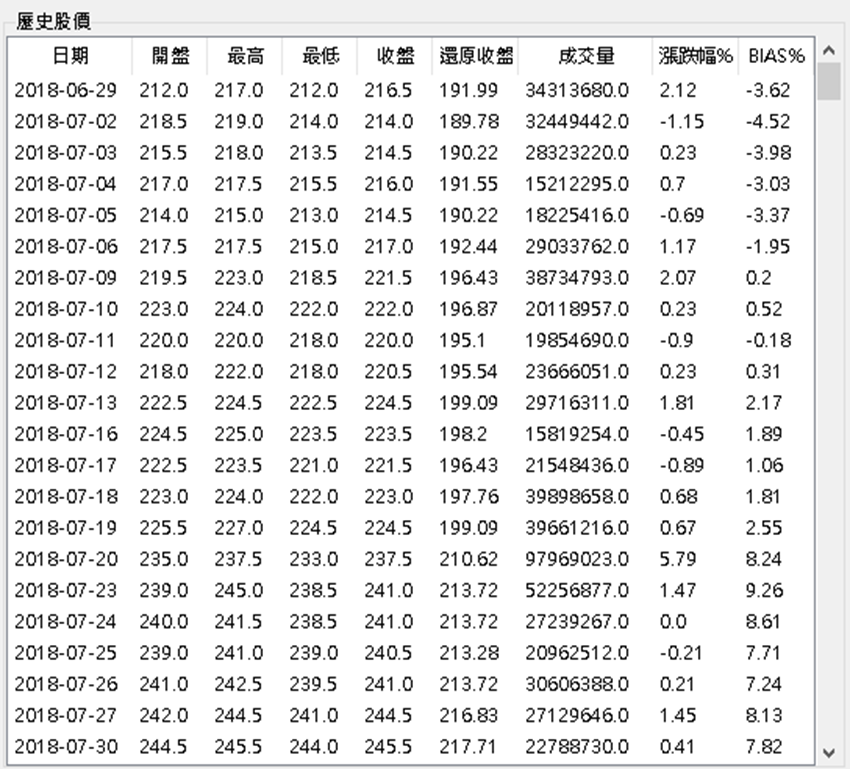 歷史股價
日期 開盤 最高 最低 收盤 還原收盤 成交量 漲跌幅% BIAS%
2018-06-29 212.0 217.0 212.0 216.5 191.99 34313680.0 2.12 -3.62
2018-07-02 218.5 219.0 214.0 214.0 189.78 32449442.0 -1.15 -4.52
2018-07-03 215.5 218.0 213.5 214.5 190.22 28323220.0 0.23 -3.98
2018-07-04 217.0 217.5 215.5 216.0 191.55 15212295.0 0.7 -3.03
2018-07-05 214.0 215.0 213.0 214.5 190.22 18225416.0 -0.69 -3.37
2018-07-06 217.5 217.5 215.0 217.0 192.44 29033762.0 1.17 -1.95
2018-07-09 219.5 223.0 218.5 221.5 196.43 38734793.0 2.07 0.2
2018-07-10 223.0 224.0 222.0 222.0 196.87 20118957.0 0.23 0.52
2018-07-11 220.0 220.0 218.0 220.0 195.1 19854690.0 -0.9 -0.18
2018-07-12 218.0 222.0 218.0 220.5 195.54 23666051.0 0.23 0.31
2018-07-13 222.5 224.5 222.5 224.5 199.09 29716311.0 1.81 2.17
2018-07-16 224.5 225.0 223.5 223.5 198.2 15819254.0 -0.45 1.89
2018-07-17 222.5 223.5 221.0 221.5 196.43 21548436.0 -0.89 1.06
2018-07-18 223.0 224.0 222.0 223.0 197.76 39898658.0 0.68 1.81
2018-07-19 225.5 227.0 224.5 224.5 199.09 39661216.0 0.67 2.55
2018-07-20 235.0 237.5 233.0 237.5 210.62 97969023.0 5.79 8.24
2018-07-23 239.0 245.0 238.5 241.0 213.72 52256877.0 1.47 9.26
2018-07-24 240.0 241.5 238.5 241.0 213.72 27239267.0 0.0 8.61
2018-07-25 239.0 241.0 239.0 240.5 213.28 20962512.0 -0.21 7.71
2018-07-26 241.0 242.5 239.5 241.0 213.72 30606388.0 0.21 7.24
2018-07-27 242.0 244.5 241.0 244.5 216.83 27129646.0 1.45 8.13
2018-07-30 244.5 245.5 244.0 245.5 217.71 22788730.0 0.41 7.82